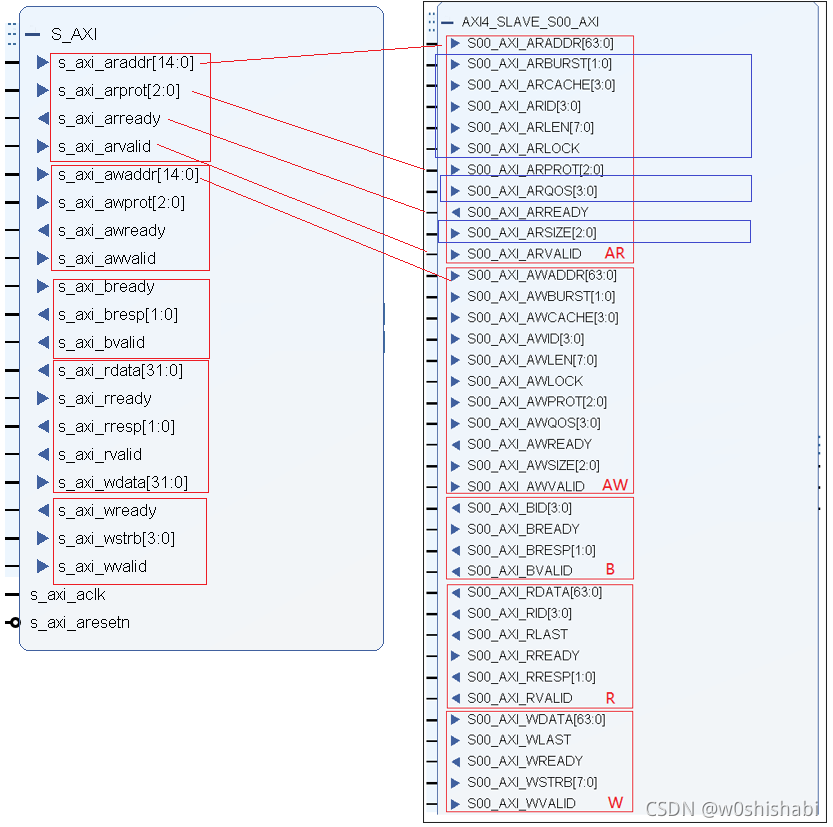 S_AXI
s_axi_araddr[14:0]
s_axi_arprot[2:0]
s_axi_arready
s_axi_arvalid
s_axi_awaddr[14:0]
s_axi_awprot[2:0]
s_axi_awready
s_axi_awvalid
s_axi_bready
s_axi_bresp[1:0]
s_axi_bvalid
s_axi_rdata[31:0]
s_axi_rready
s_axi_rresp[1:0]
s_axi_rvalid
s_axi_wdata[31:0]
s_axi_wready
s_axi_wstrb[3:0]
s_axi_wvalid
s_axi_aclk
s_axi_aresetn
AXI4_SLAVE_S00_AXI
S00_AXI_ARADDR[63:0]
S00_AXI_ARBURST[1:0]
S00_AXI_ARCACHE[3:0]
S00_AXI_ARID[3:0]
S00_AXI_ARLEN[7:0]
S00_AXI_ARLOCK
S00_AXI_ARPROT[2:0]
S00_AXI_ARQOS[3:0]
S00_AXI_ARREADY
S00_AXI_ARSIZE[2:0]
S00_AXI_ARVALID AR
S00_AXI_AWADDR[63:0]
S00_AXI_AWBURST[1:0]
S00_AXI_AWCACHE[3:0]
S00_AXI_AWID[3:0]
S00_AXI_AWLEN[7:0]
S00_AXI_AWLOCK
S00_AXI_AWPROT[2:0]
S00_AXI_AWQOS[3:0]
S00_AXI_AWREADY
S00_AXI_AWSIZE[2:0]
S00_AXI_AWVALID AW
S00_AXI_BID[3:0]
S00_AXI_BREADY
S00_AXI_BRESP[1:0]
S00_AXI_BVALID B
S00_AXI_RDATA[63:0]
S00_AXI_RID[3:0]
S00_AXI_RLAST
S00_AXI_RREADY
S00_AXI_RRESP[1:0]
S00_AXI_RVALID R
S00_AXI_WDATA[63:0]
S00_AXI_WLAST
S00_AXI_WREADY
S00_AXI_WSTRB[7:0]
S00_AXI_WVALID W
CSDN @w0shishabi